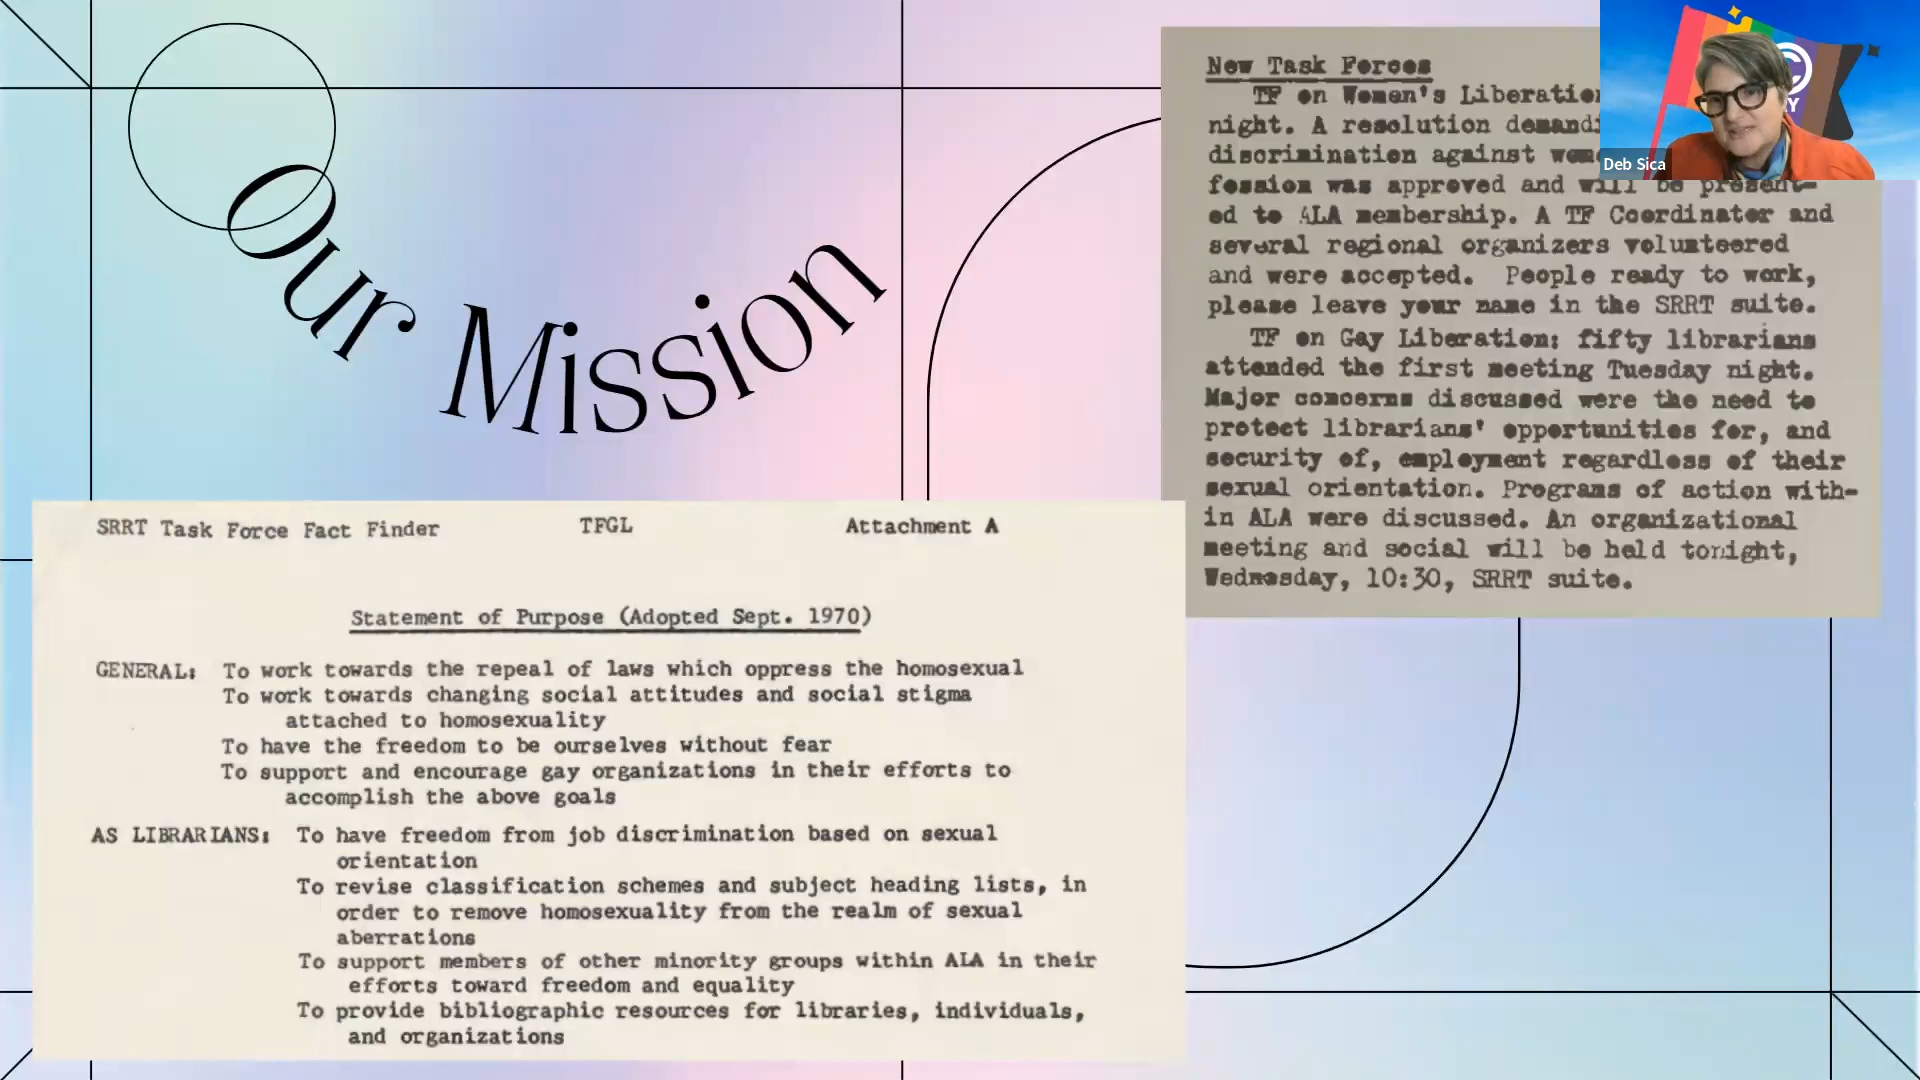 Our Mission
New Task Forces
TF on Women's Liberation
night. A resolution demandi
discrimination against wome
fession was approved and will be present-
ed to ALA membership. A TF Coordinator and
several regional organizers volunteered
and were accepted. People ready to work,
please leave your name in the SRRT suite.
TF on Gay Liberation: fifty librarians
attended the first meeting Tuesday night.
Major concerns discussed were the need to
protect librarians' opportunities for, and
security of, employment regardless of their
sexual orientation. Programs of action with-
in ALA were discussed. An organizational
meeting and social will be held tonight,
Wednesday, 10:30, SRRT suite.
Deb Sica
SRRT Task Force Fact Finder TFGL Attachment A
Statement of Purpose (Adopted Sept. 1970)
GENERAL: To work towards the repeal of laws which oppress the homosexual
To work towards changing social attitudes and social stigma
attached to homosexuality
To have the freedom to be ourselves without fear
To support and encourage gay organizations in their efforts to
accomplish the above goals
AS LIBRARIANS: To have freedom from job discrimination based on sexual
orientation
To revise classification schemes and subject heading lists, in
order to remove homosexuality from the realm of sexual
aberrations
To support members of other minority groups within ALA in their
efforts toward freedom and equality
To provide bibliographic resources for libraries, individuals,
and organizations